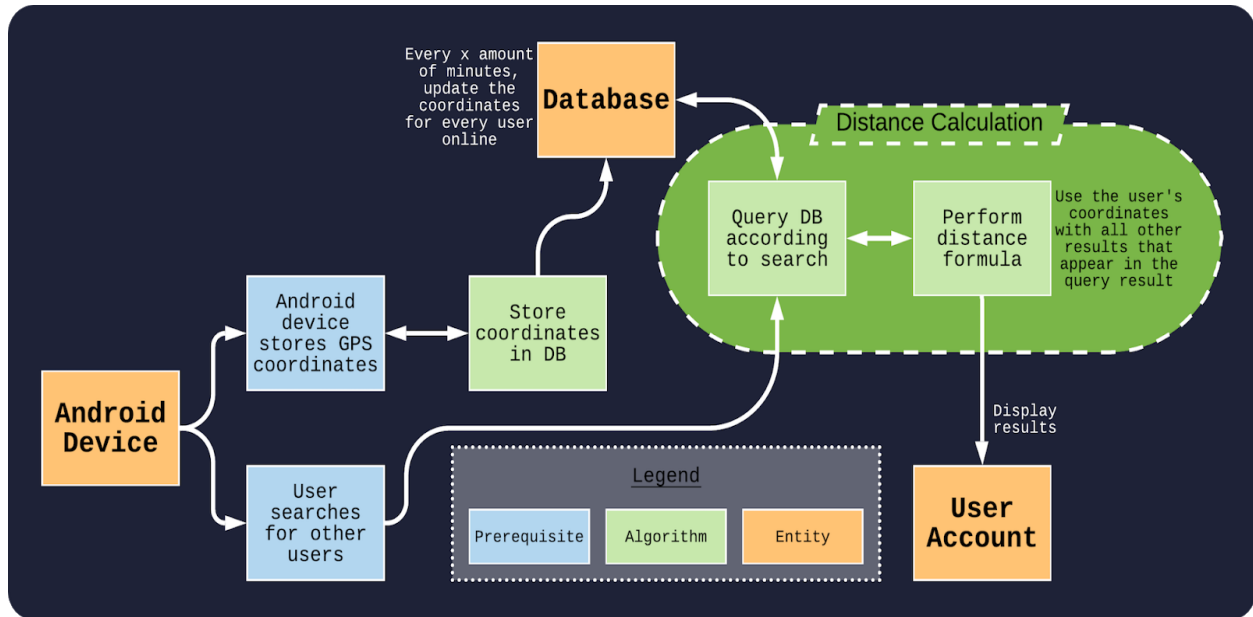 Every x amount
of minutes,
update the
coordinates
for every user
online
Database
Distance Calculation
Query DB
according
to search
Perform
distance
formula
Use the user's
coordinates
with all other
results that
appear in the
query result
Android
device
stores GPS
coordinates
Store
coordinates
in DB
Android
Device
User
searches
for other
users
Display
results
Legend
Prerequisite
Algorithm
Entity
User
Account